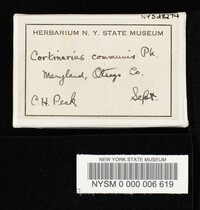 NYSd8274
HERBARIUM N. Y. STATE MUSEUM
Cortinarius communis Pk.
Maryland, Otsego Co.
C. H. Peck Sept.
NEW YORK STATE MUSEUM
NYSM 0 000 006 619